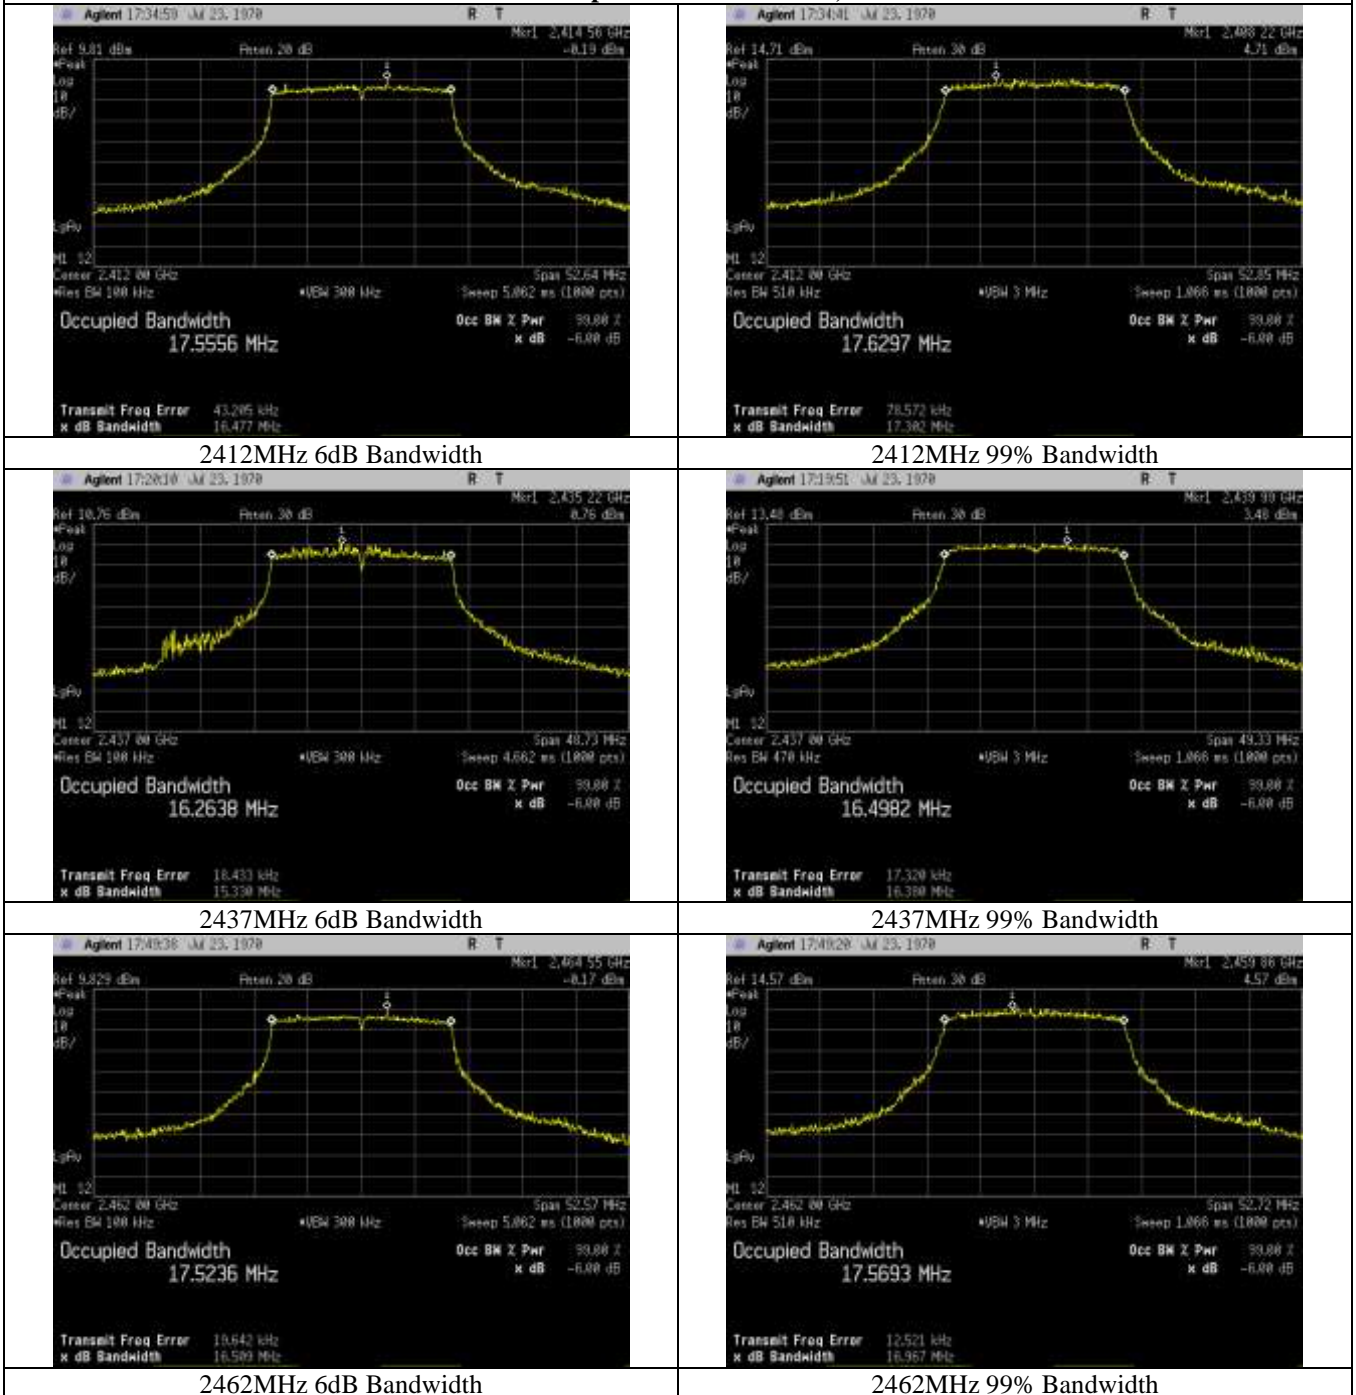 Agilent 17:34:59 Jul 23, 1970 R T
Mkr1 2.414 56 GHz
Ref 9.81 dBm Atten 20 dB -0.19 dBm
#Peak
Log
10
dB/
LgAv
M1 S2
Center 2.412 00 GHz Span 52.64 MHz
#Res BW 100 kHz #VBW 300 kHz Sweep 5.062 ms (1000 pts)
Occupied Bandwidth Occ BW % Pwr 99.00 %
17.5556 MHz x dB -6.00 dB
Transmit Freq Error 43.205 kHz
x dB Bandwidth 16.477 MHz
2412MHz 6dB Bandwidth
Agilent 17:34:41 Jul 23, 1970 R T
Mkr1 2.408 22 GHz
Ref 14.71 dBm Atten 30 dB 4.71 dBm
#Peak
Log
10
dB/
LgAv
M1 S2
Center 2.412 00 GHz Span 52.85 MHz
Res BW 510 kHz #VBW 3 MHz Sweep 1.066 ms (1000 pts)
Occupied Bandwidth Occ BW % Pwr 99.00 %
17.6297 MHz x dB -6.00 dB
Transmit Freq Error 78.572 kHz
x dB Bandwidth 17.302 MHz
2412MHz 99% Bandwidth
Agilent 17:20:10 Jul 23, 1970 R T
Mkr1 2.435 22 GHz
Ref 10.76 dBm Atten 30 dB 0.76 dBm
#Peak
Log
10
dB/
LgAv
M1 S2
Center 2.437 00 GHz Span 48.73 MHz
#Res BW 100 kHz #VBW 300 kHz Sweep 4.662 ms (1000 pts)
Occupied Bandwidth Occ BW % Pwr 99.00 %
16.2638 MHz x dB -6.00 dB
Transmit Freq Error 18.433 kHz
x dB Bandwidth 15.330 MHz
2437MHz 6dB Bandwidth
Agilent 17:19:51 Jul 23, 1970 R T
Mkr1 2.439 99 GHz
Ref 13.48 dBm Atten 30 dB 3.48 dBm
#Peak
Log
10
dB/
LgAv
M1 S2
Center 2.437 00 GHz Span 49.33 MHz
Res BW 470 kHz #VBW 3 MHz Sweep 1.066 ms (1000 pts)
Occupied Bandwidth Occ BW % Pwr 99.00 %
16.4982 MHz x dB -6.00 dB
Transmit Freq Error 17.320 kHz
x dB Bandwidth 16.380 MHz
2437MHz 99% Bandwidth
Agilent 17:49:38 Jul 23, 1970 R T
Mkr1 2.464 55 GHz
Ref 9.829 dBm Atten 20 dB -0.17 dBm
#Peak
Log
10
dB/
LgAv
M1 S2
Center 2.462 00 GHz Span 52.57 MHz
#Res BW 100 kHz #VBW 300 kHz Sweep 5.062 ms (1000 pts)
Occupied Bandwidth Occ BW % Pwr 99.00 %
17.5236 MHz x dB -6.00 dB
Transmit Freq Error 19.642 kHz
x dB Bandwidth 16.509 MHz
2462MHz 6dB Bandwidth
Agilent 17:49:20 Jul 23, 1970 R T
Mkr1 2.459 86 GHz
Ref 14.57 dBm Atten 30 dB 4.57 dBm
#Peak
Log
10
dB/
LgAv
M1 S2
Center 2.462 00 GHz Span 52.72 MHz
Res BW 510 kHz #VBW 3 MHz Sweep 1.066 ms (1000 pts)
Occupied Bandwidth Occ BW % Pwr 99.00 %
17.5693 MHz x dB -6.00 dB
Transmit Freq Error 12.521 kHz
x dB Bandwidth 16.967 MHz
2462MHz 99% Bandwidth